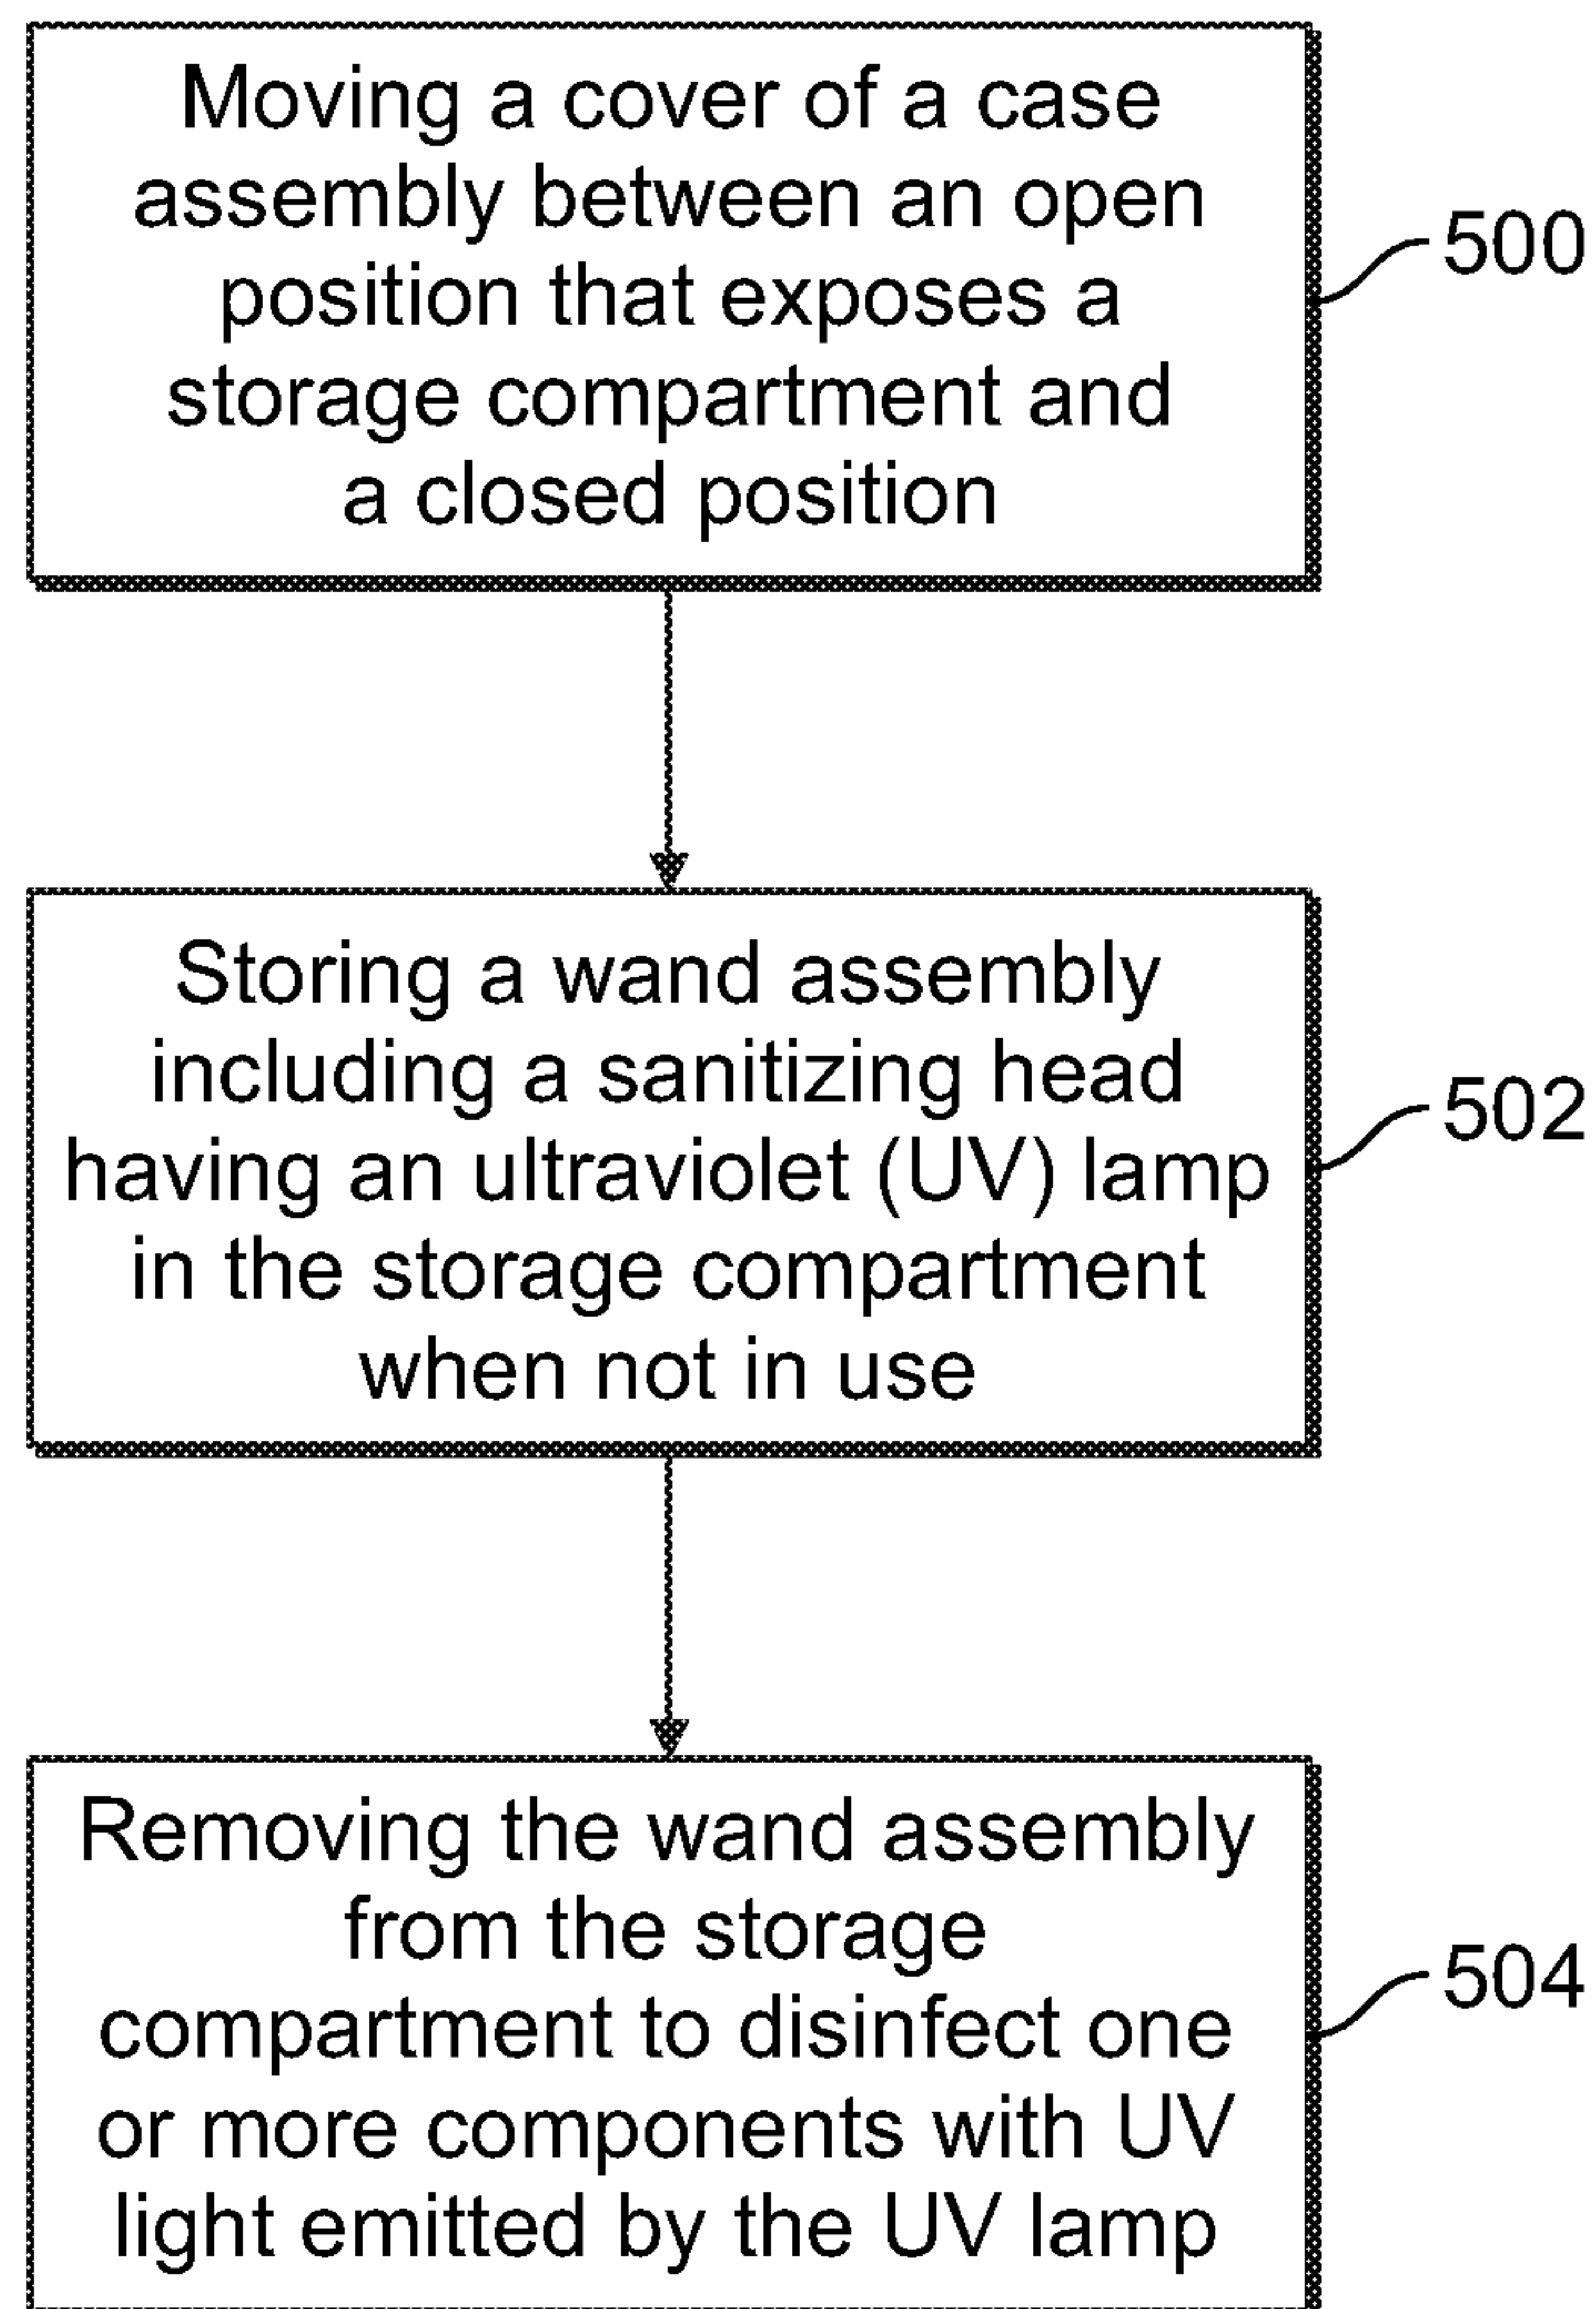 Moving a cover of a case
assembly between an open
position that exposes a
storage compartment and
a closed position
500
Storing a wand assembly
including a sanitizing head
having an ultraviolet (UV) lamp
in the storage compartment
when not in use
502
Removing the wand assembly
from the storage
compartment to disinfect one
or more components with UV
light emitted by the UV lamp
504